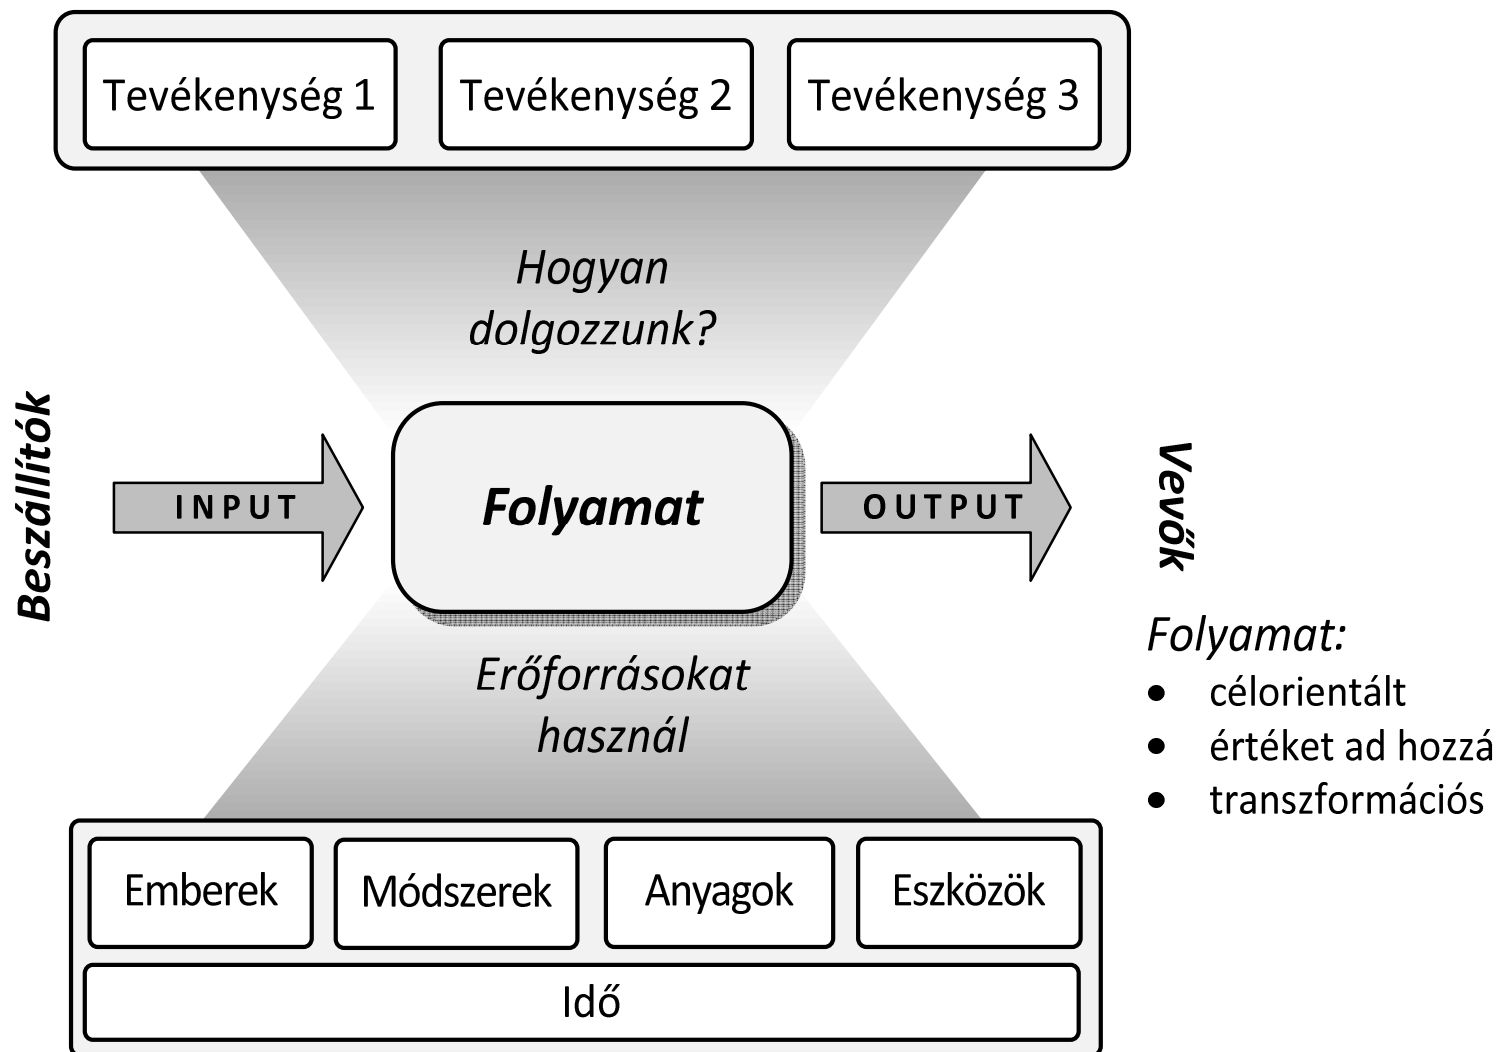 Tevékenység 1
Tevékenység 2
Tevékenység 3
Hogyan
dolgozzunk?
Beszállítók
INPUT
Folyamat
OUTPUT
Vevők
Erőforrásokat
használ
Folyamat:
• célorientált
• értéket ad hozzá
• transzformációs
Emberek
Módszerek
Anyagok
Eszközök
Idő